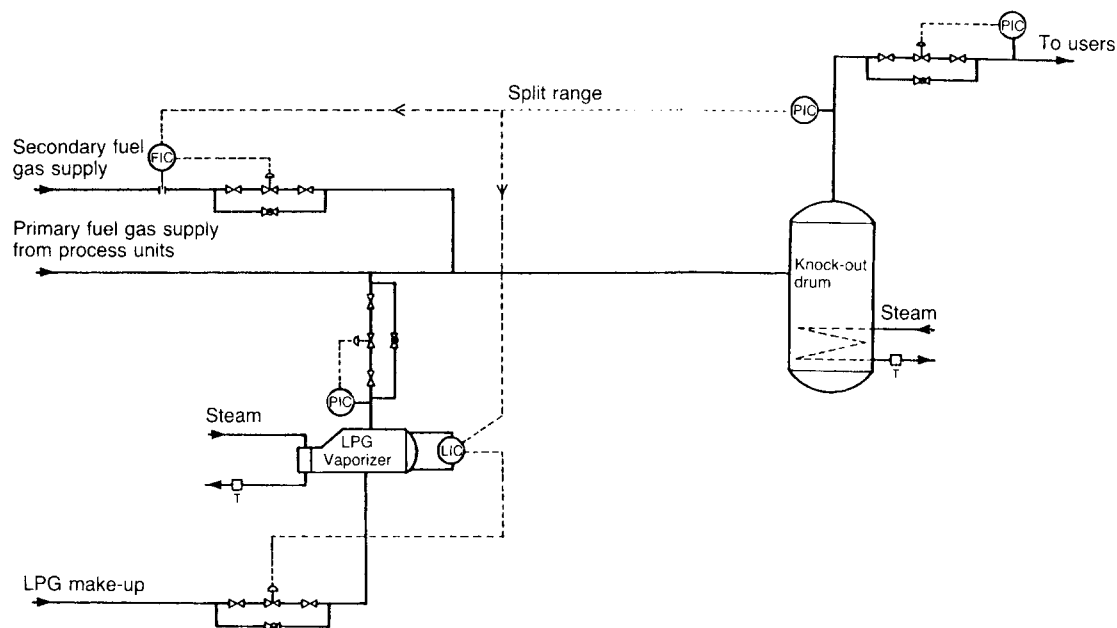 PIC
To users
Split range
PIC
Secondary fuel
gas supply
FIC
Primary fuel gas supply
from process units
Knock-out
drum
Steam
T
PIC
Steam
LPG
Vaporizer
LIC
T
LPG make-up